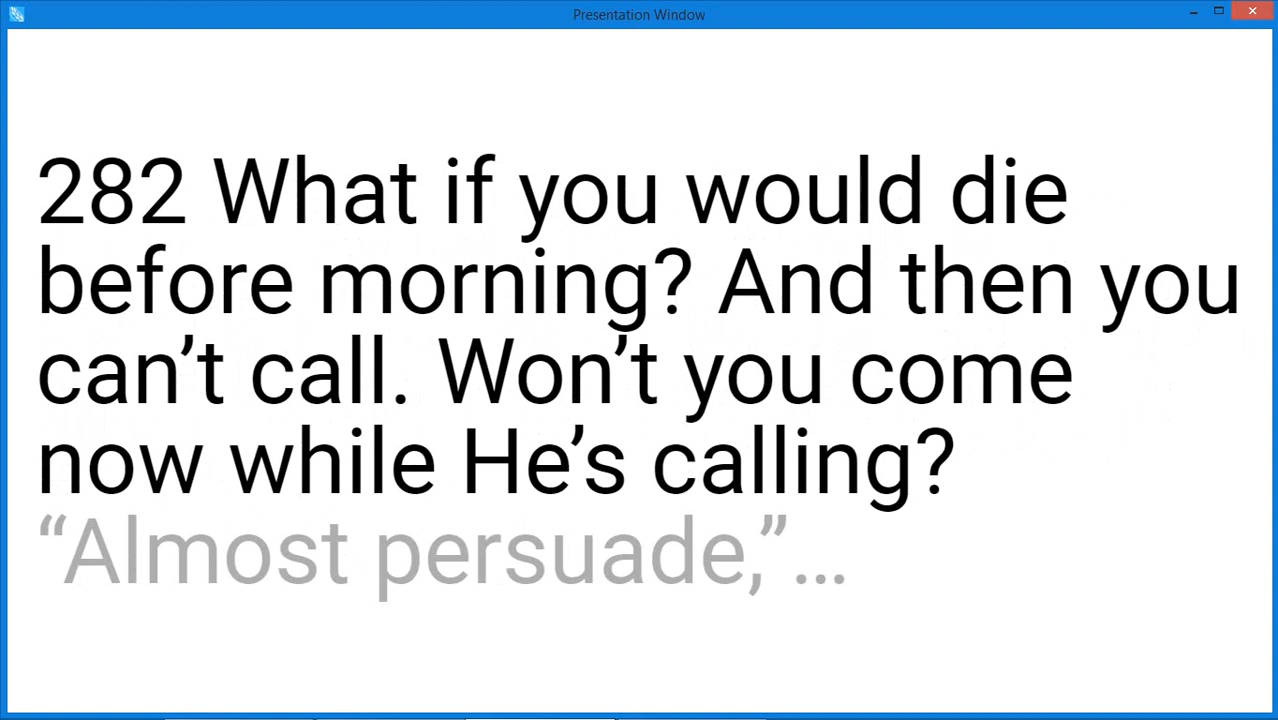 Presentation Window
282 What if you would die
before morning? And then you
can’t call. Won’t you come
now while He’s calling?
“Almost persuade,”...